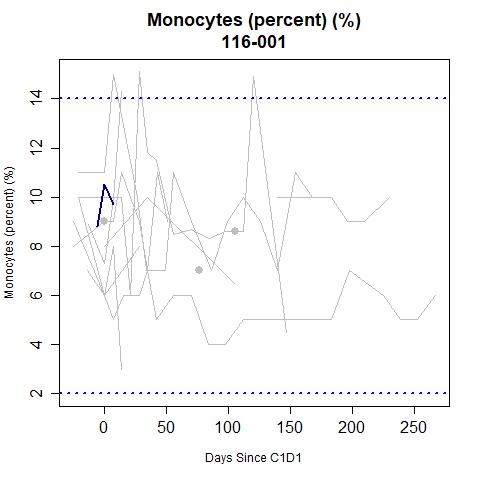 Monocytes (percent) (%)
116-001
14
12
10
8
6
4
2
Monocytes (percent) (%)
0 50 100 150 200 250
Days Since C1D1